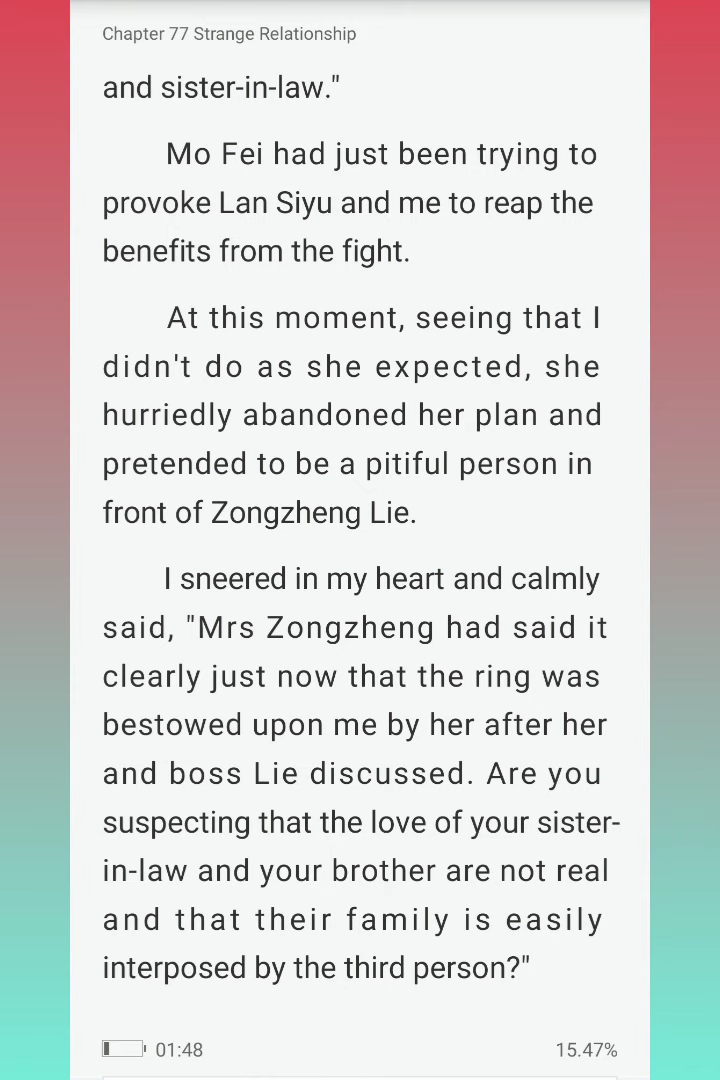 Chapter 77 Strange Relationship
and sister-in-law."
Mo Fei had just been trying to
provoke Lan Siyu and me to reap the
benefits from the fight.
At this moment, seeing that I
didn't do as she expected, she
hurriedly abandoned her plan and
pretended to be a pitiful person in
front of Zongzheng Lie.
I sneered in my heart and calmly
said, "Mrs Zongzheng had said it
clearly just now that the ring was
bestowed upon me by her after her
and boss Lie discussed. Are you
suspecting that the love of your sister-
in-law and your brother are not real
and that their family is easily
interposed by the third person?"
01:48 15.47%